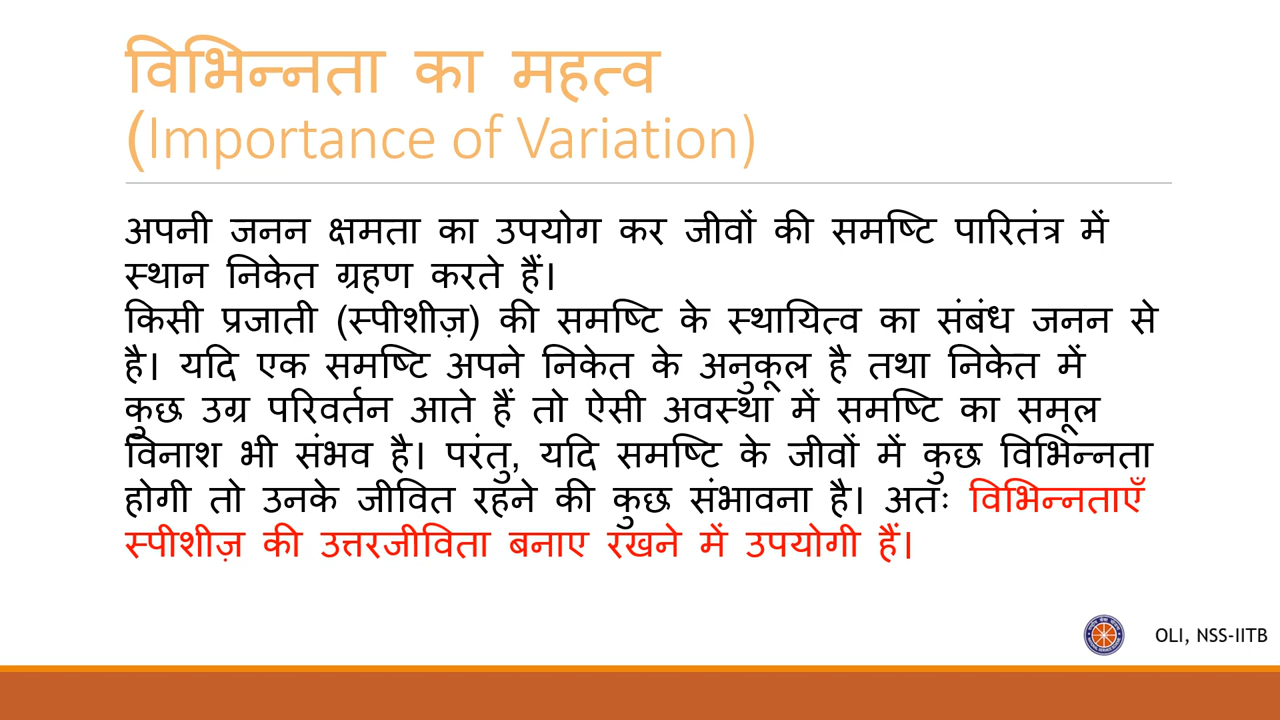 विभिन्नता का महत्व
(Importance of Variation)
अपनी जनन क्षमता का उपयोग कर जीवों की समष्टि पारितंत्र में
स्थान निकेत ग्रहण करते हैं।
किसी प्रजाती (स्पीशीज़) की समष्टि के स्थायित्व का संबंध जनन से
है। यदि एक समष्टि अपने निकेत के अनुकूल है तथा निकेत में
कुछ उग्र परिवर्तन आते हैं तो ऐसी अवस्था में समष्टि का समूल
विनाश भी संभव है। परंतु, यदि समष्टि के जीवों में कुछ विभिन्नता
होगी तो उनके जीवित रहने की कुछ संभावना है। अतः विभिन्नताएँ
स्पीशीज़ की उत्तरजीविता बनाए रखने में उपयोगी हैं।
OLI, NSS-IITB